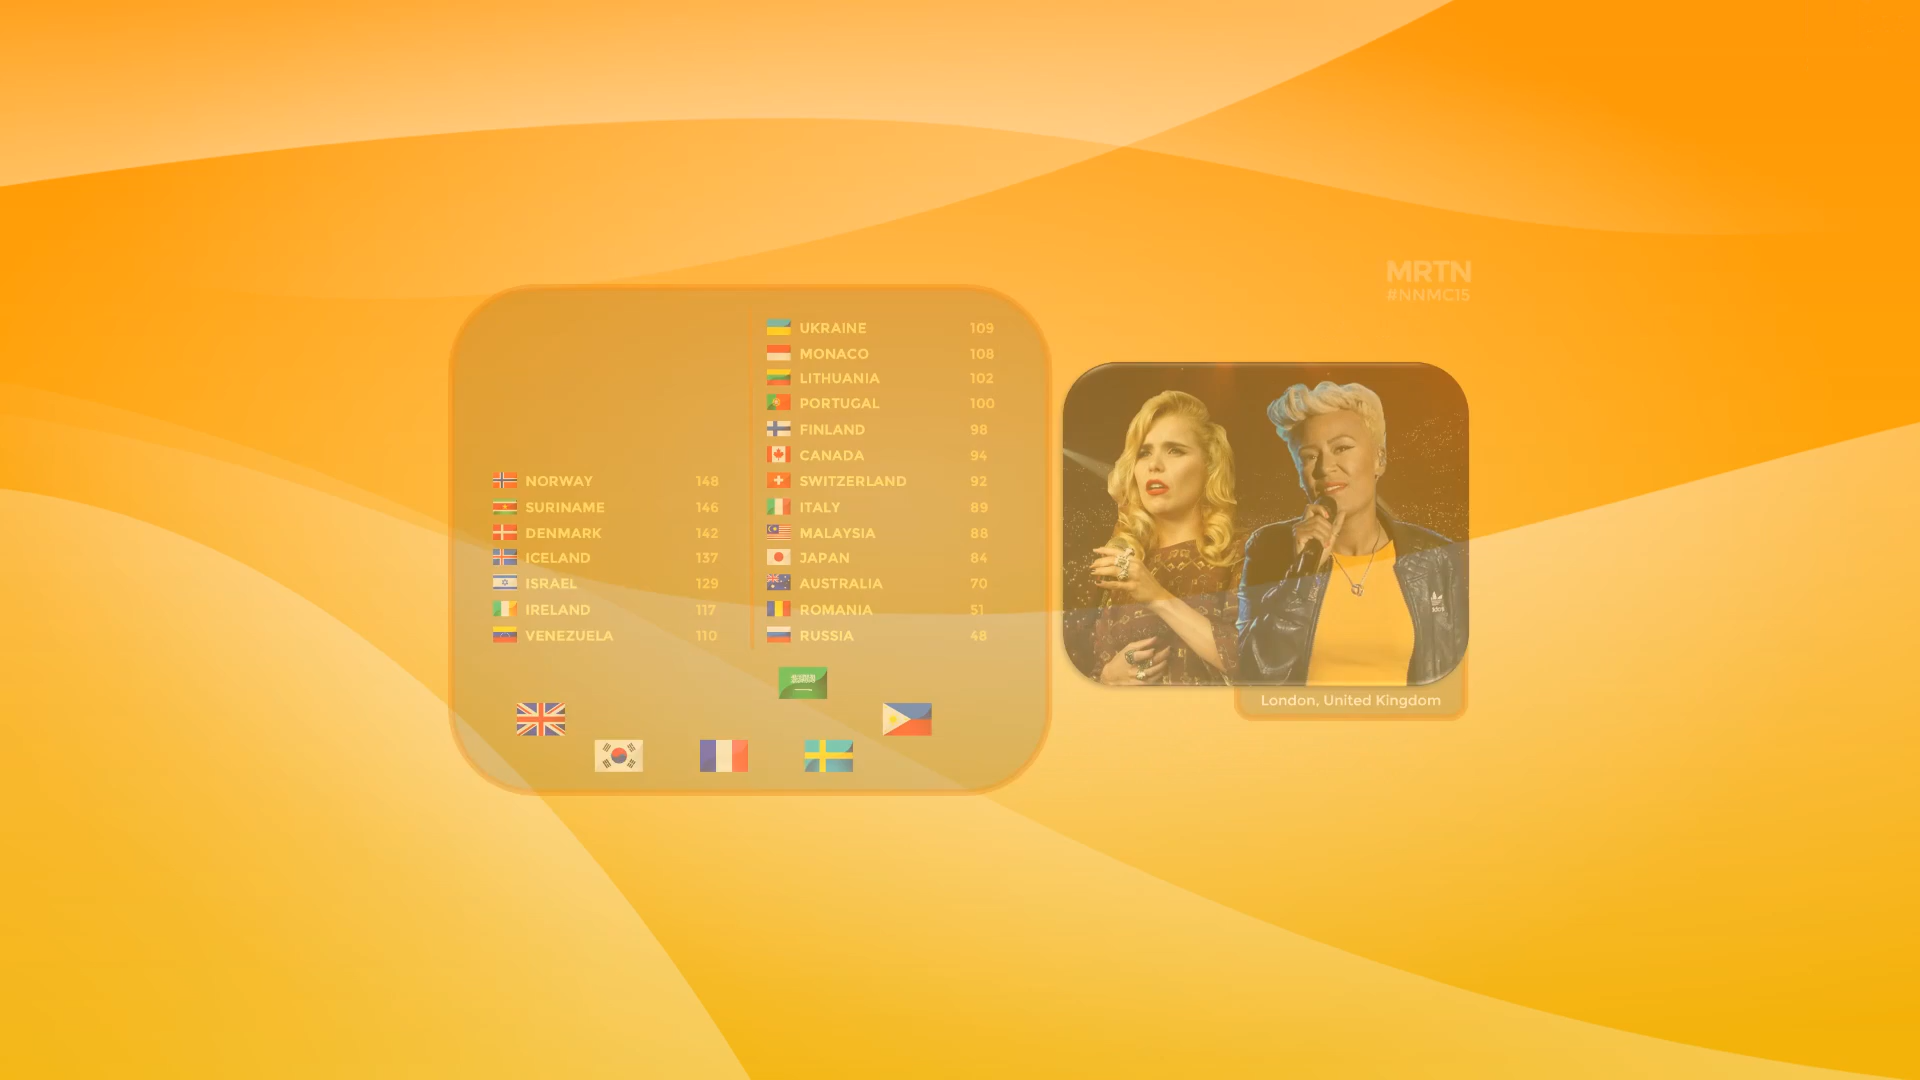 MRTN
#NNMC15
NORWAY 148
SURINAME 146
DENMARK 142
ICELAND 137
ISRAEL 129
IRELAND 117
VENEZUELA 110
UKRAINE 109
MONACO 108
LITHUANIA 102
PORTUGAL 100
FINLAND 98
CANADA 94
SWITZERLAND 92
ITALY 89
MALAYSIA 88
JAPAN 84
AUSTRALIA 70
ROMANIA 51
RUSSIA 48
adidas
London, United Kingdom